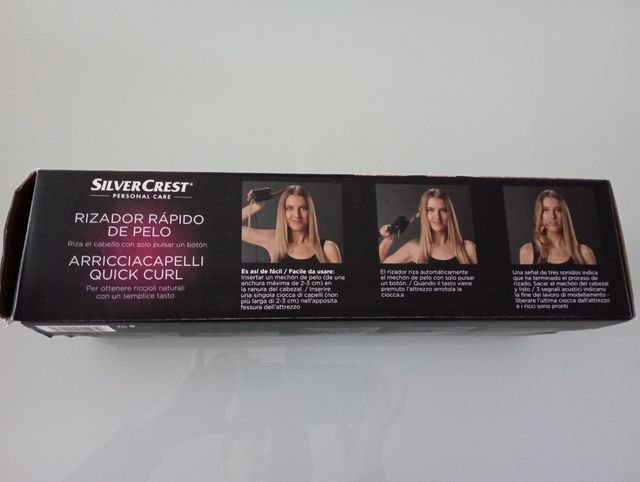 SILVERCREST®
PERSONAL CARE
RIZADOR RÁPIDO
DE PELO
Riza el cabello con solo pulsar un botón
ARRICCIACAPELLI
QUICK CURL
Per ottenere riccioli naturali
con un semplice tasto
Es así de fácil / Facile da usare:
Insertar un mechón de pelo (de una
anchura máxima de 2-3 cm) en
la ranura del cabezal. / Inserire
una singola ciocca di capelli (non
più larga di 2-3 cm) nell'apposita
fessura dell'attrezzo
El rizador riza automáticamente
el mechón de pelo con solo pulsar
un botón. / Quando il tasto viene
premuto l'attrezzo arrotola la
ciocca.a
Una señal de tres sonidos indica
que ha terminado el proceso de
rizado. Sacar el mechón del cabezal
y listo / 3 segnali acustici indicano
la fine del lavoro di modellamento -
liberare l'ultima ciocca dall'attrezzo
e i ricci sono pronti